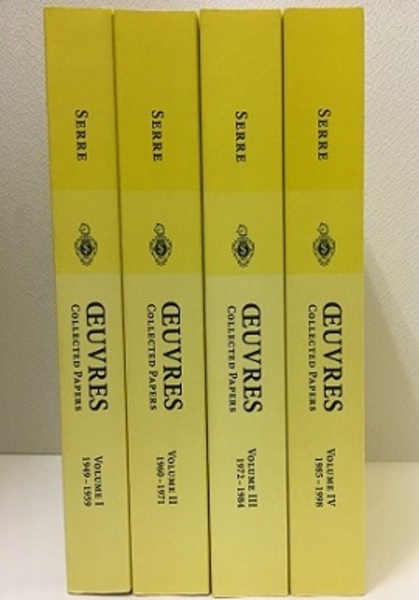 SERRE
ŒUVRES
COLLECTED PAPERS
VOLUME I
1949–1959
SERRE
ŒUVRES
COLLECTED PAPERS
VOLUME II
1960–1971
SERRE
ŒUVRES
COLLECTED PAPERS
VOLUME III
1972–1984
SERRE
ŒUVRES
COLLECTED PAPERS
VOLUME IV
1985–1998